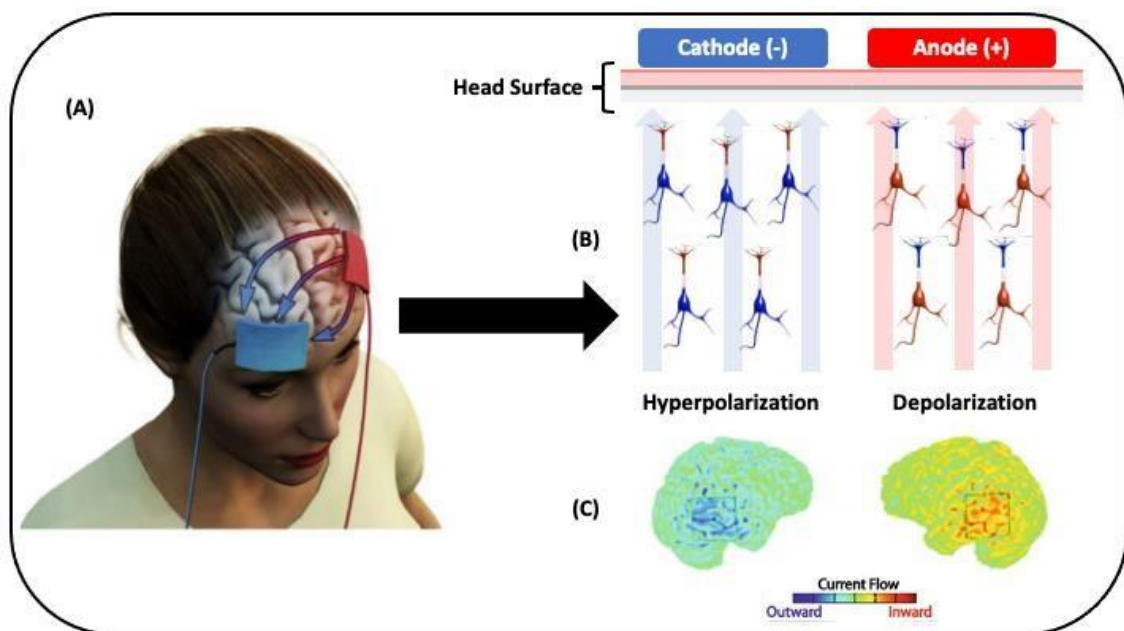 Cathode (-)
Anode (+)
Head Surface
(A)
(B)
Hyperpolarization
Depolarization
(C)
Current Flow
Outward
Inward